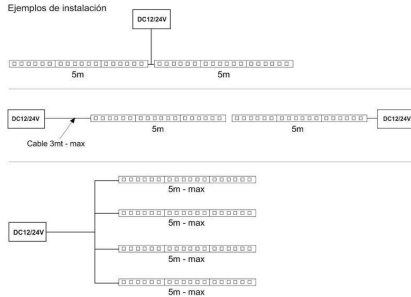 Ejemplos de instalación
DC12/24V
5m
5m
DC12/24V
DC12/24V
5m
5m
Cable 3mt - max
5m - max
5m - max
DC12/24V
5m - max
5m - max